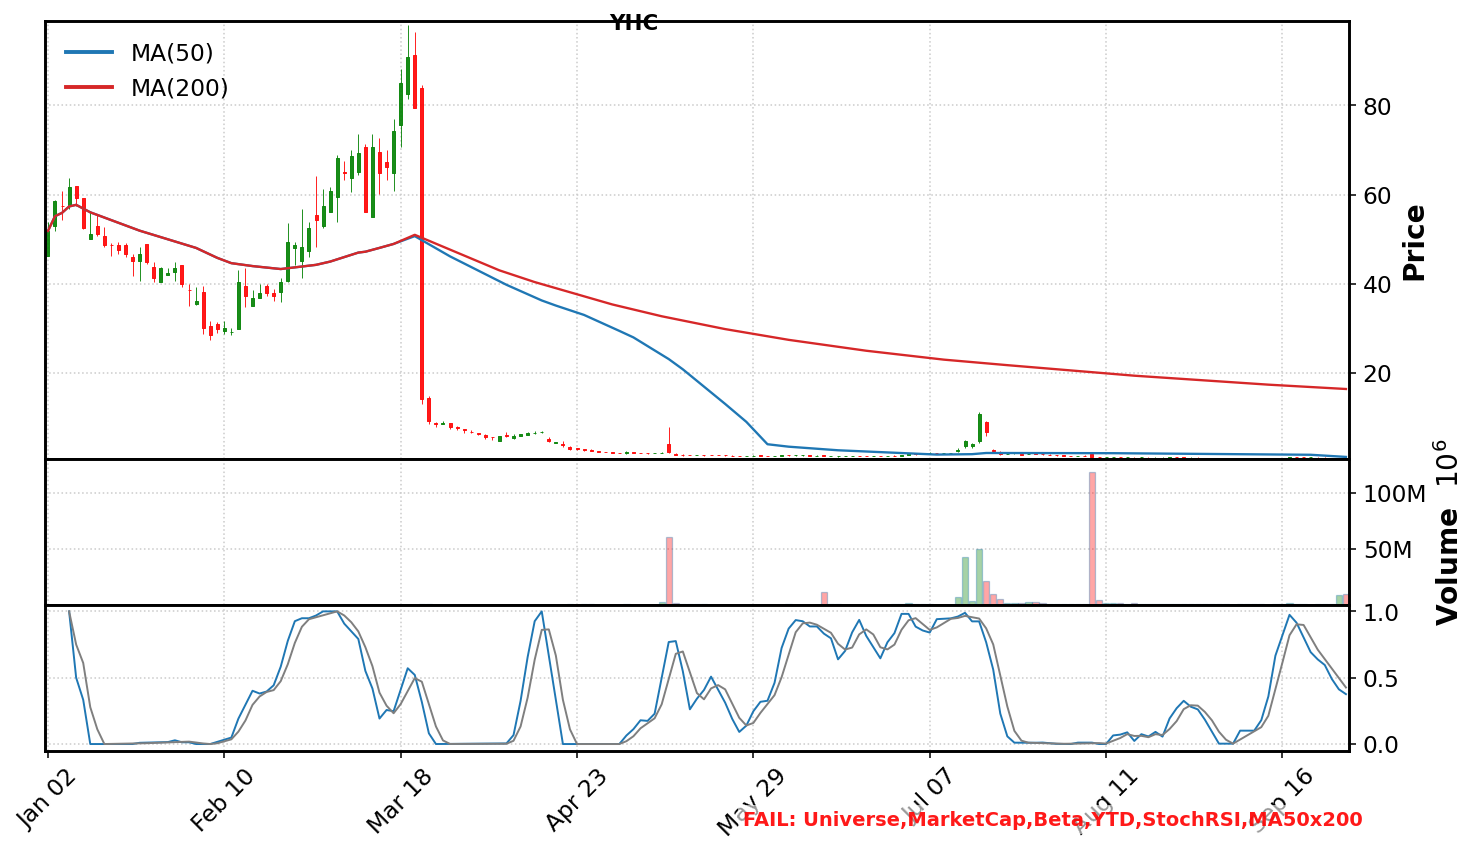 YHC
MA(50)
MA(200)
80
60
40
20
Price
100M
50M
Volume 10^6
1.0
0.5
0.0
Jan 02
Feb 10
Mar 18
Apr 23
May 29
Jul 07
Aug 11
Sep 16
FAIL: Universe,MarketCap,Beta,YTD,StochRSI,MA50x200